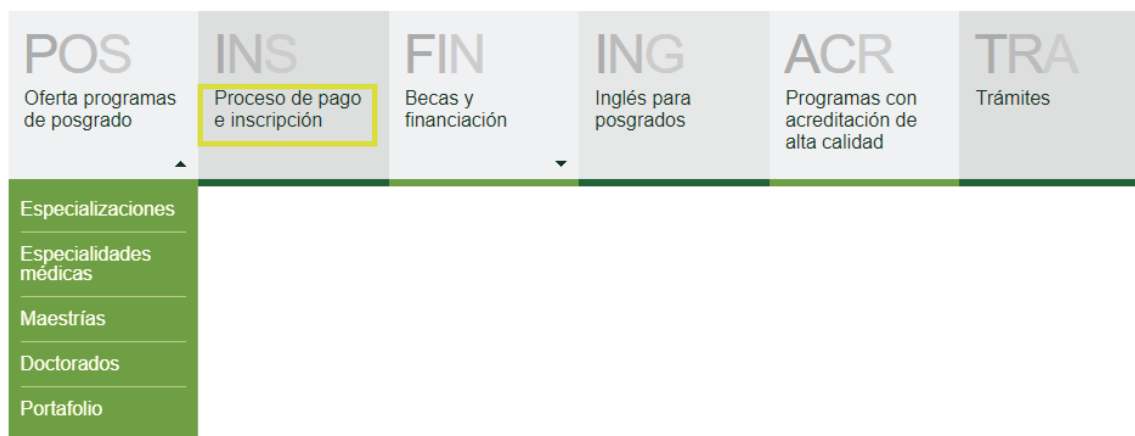 POS
Oferta programas
de posgrado
INS
Proceso de pago
e inscripción
FIN
Becas y
financiación
ING
Inglés para
posgrados
ACR
Programas con
acreditación de
alta calidad
TRA
Trámites
Especializaciones
Especialidades
médicas
Maestrías
Doctorados
Portafolio